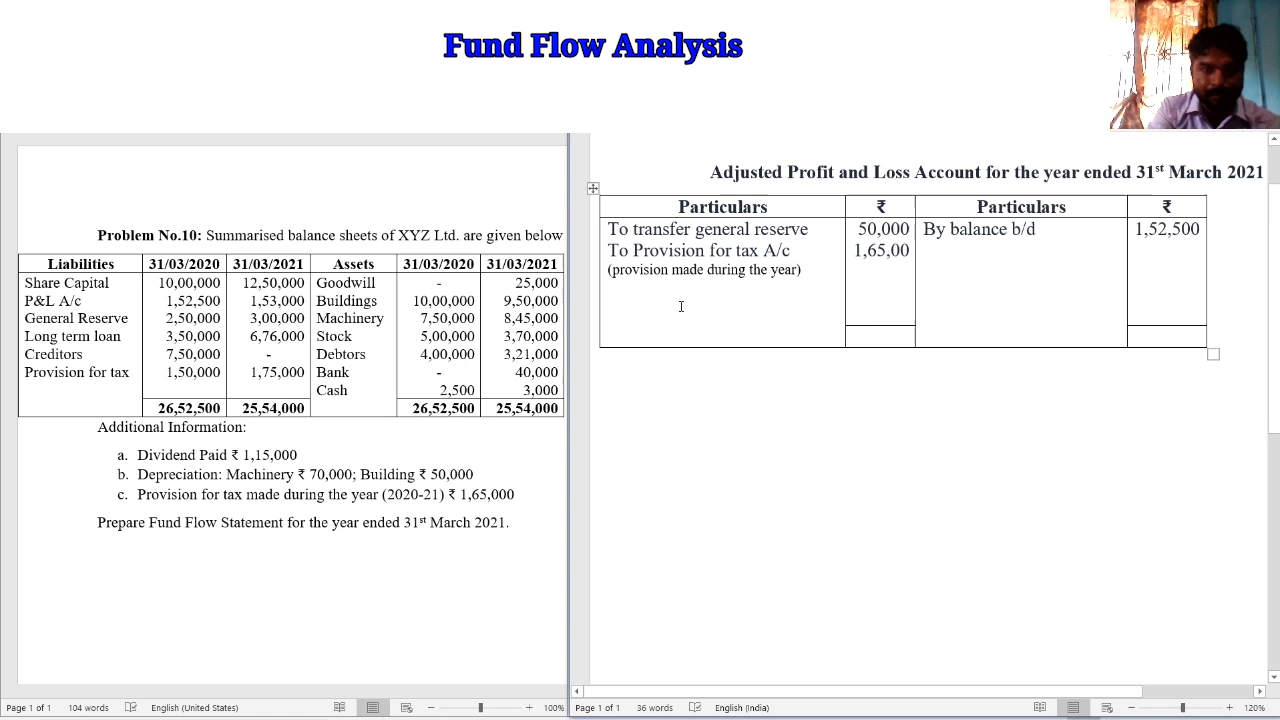 Fund Flow Analysis
Problem No.10: Summarised balance sheets of XYZ Ltd. are given below
Liabilities 31/03/2020 31/03/2021 Assets 31/03/2020 31/03/2021
Share Capital 10,00,000 12,50,000 Goodwill - 25,000
P&L A/c 1,52,500 1,53,000 Buildings 10,00,000 9,50,000
General Reserve 2,50,000 3,00,000 Machinery 7,50,000 8,45,000
Long term loan 3,50,000 6,76,000 Stock 5,00,000 3,70,000
Creditors 7,50,000 - Debtors 4,00,000 3,21,000
Provision for tax 1,50,000 1,75,000 Bank - 40,000
Cash 2,500 3,000
26,52,500 25,54,000 26,52,500 25,54,000
Additional Information:
a. Dividend Paid ₹ 1,15,000
b. Depreciation: Machinery ₹ 70,000; Building ₹ 50,000
c. Provision for tax made during the year (2020-21) ₹ 1,65,000
Prepare Fund Flow Statement for the year ended 31st March 2021.
Page 1 of 1 104 words English (United States) 100%
Adjusted Profit and Loss Account for the year ended 31st March 2021
Particulars ₹ Particulars ₹
To transfer general reserve 50,000 By balance b/d 1,52,500
To Provision for tax A/c 1,65,00
(provision made during the year)
Page 1 of 1 36 words English (India) 120%